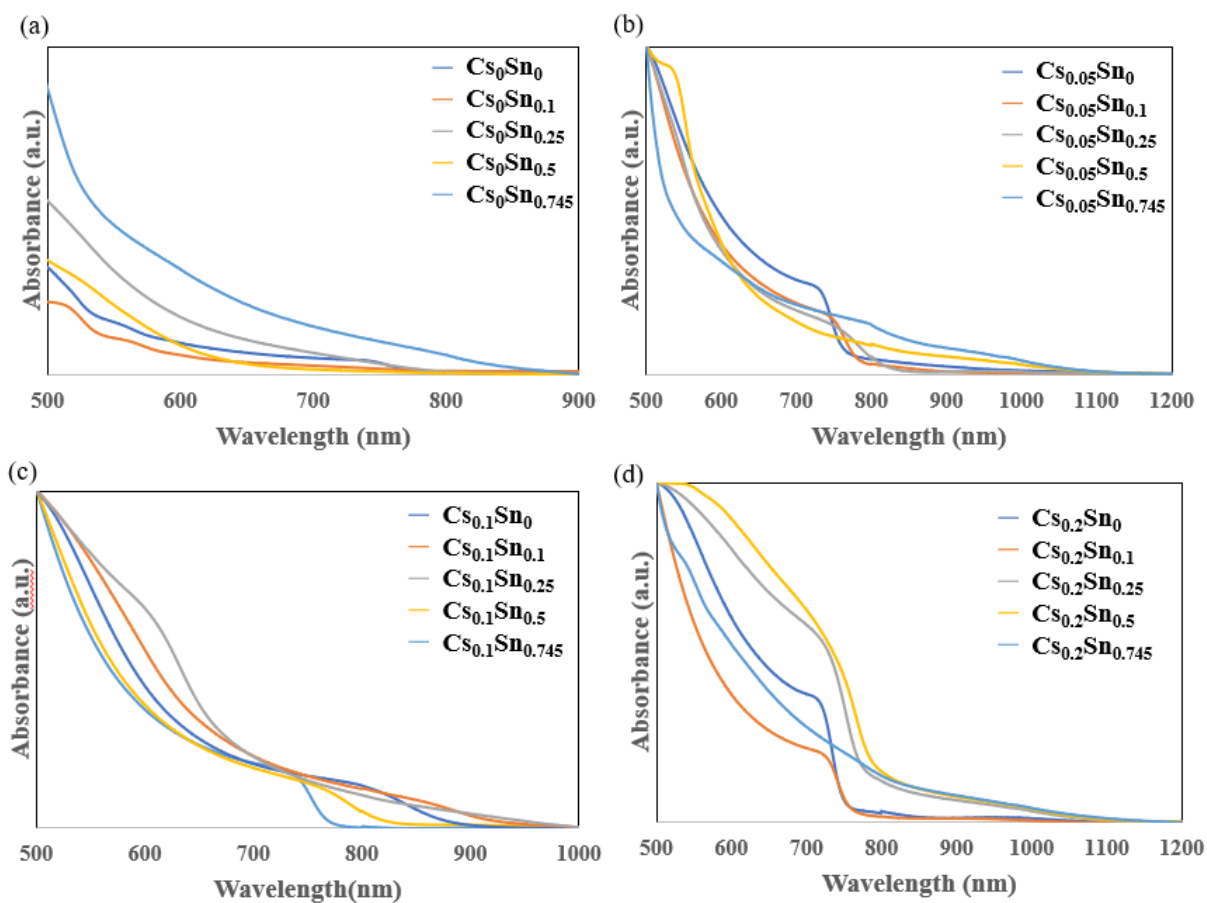 (a)
Cs0Sn0
Cs0Sn0.1
Cs0Sn0.25
Cs0Sn0.5
Cs0Sn0.745
Absorbance (a.u.)
500 600 700 800 900
Wavelength (nm)
(b)
Cs0.05Sn0
Cs0.05Sn0.1
Cs0.05Sn0.25
Cs0.05Sn0.5
Cs0.05Sn0.745
Absorbance (a.u.)
500 600 700 800 900 1000 1100 1200
Wavelength (nm)
(c)
Cs0.1Sn0
Cs0.1Sn0.1
Cs0.1Sn0.25
Cs0.1Sn0.5
Cs0.1Sn0.745
Absorbance (a.u.)
500 600 700 800 900 1000
Wavelength(nm)
(d)
Cs0.2Sn0
Cs0.2Sn0.1
Cs0.2Sn0.25
Cs0.2Sn0.5
Cs0.2Sn0.745
Absorbance (a.u.)
500 600 700 800 900 1000 1100 1200
Wavelength (nm)